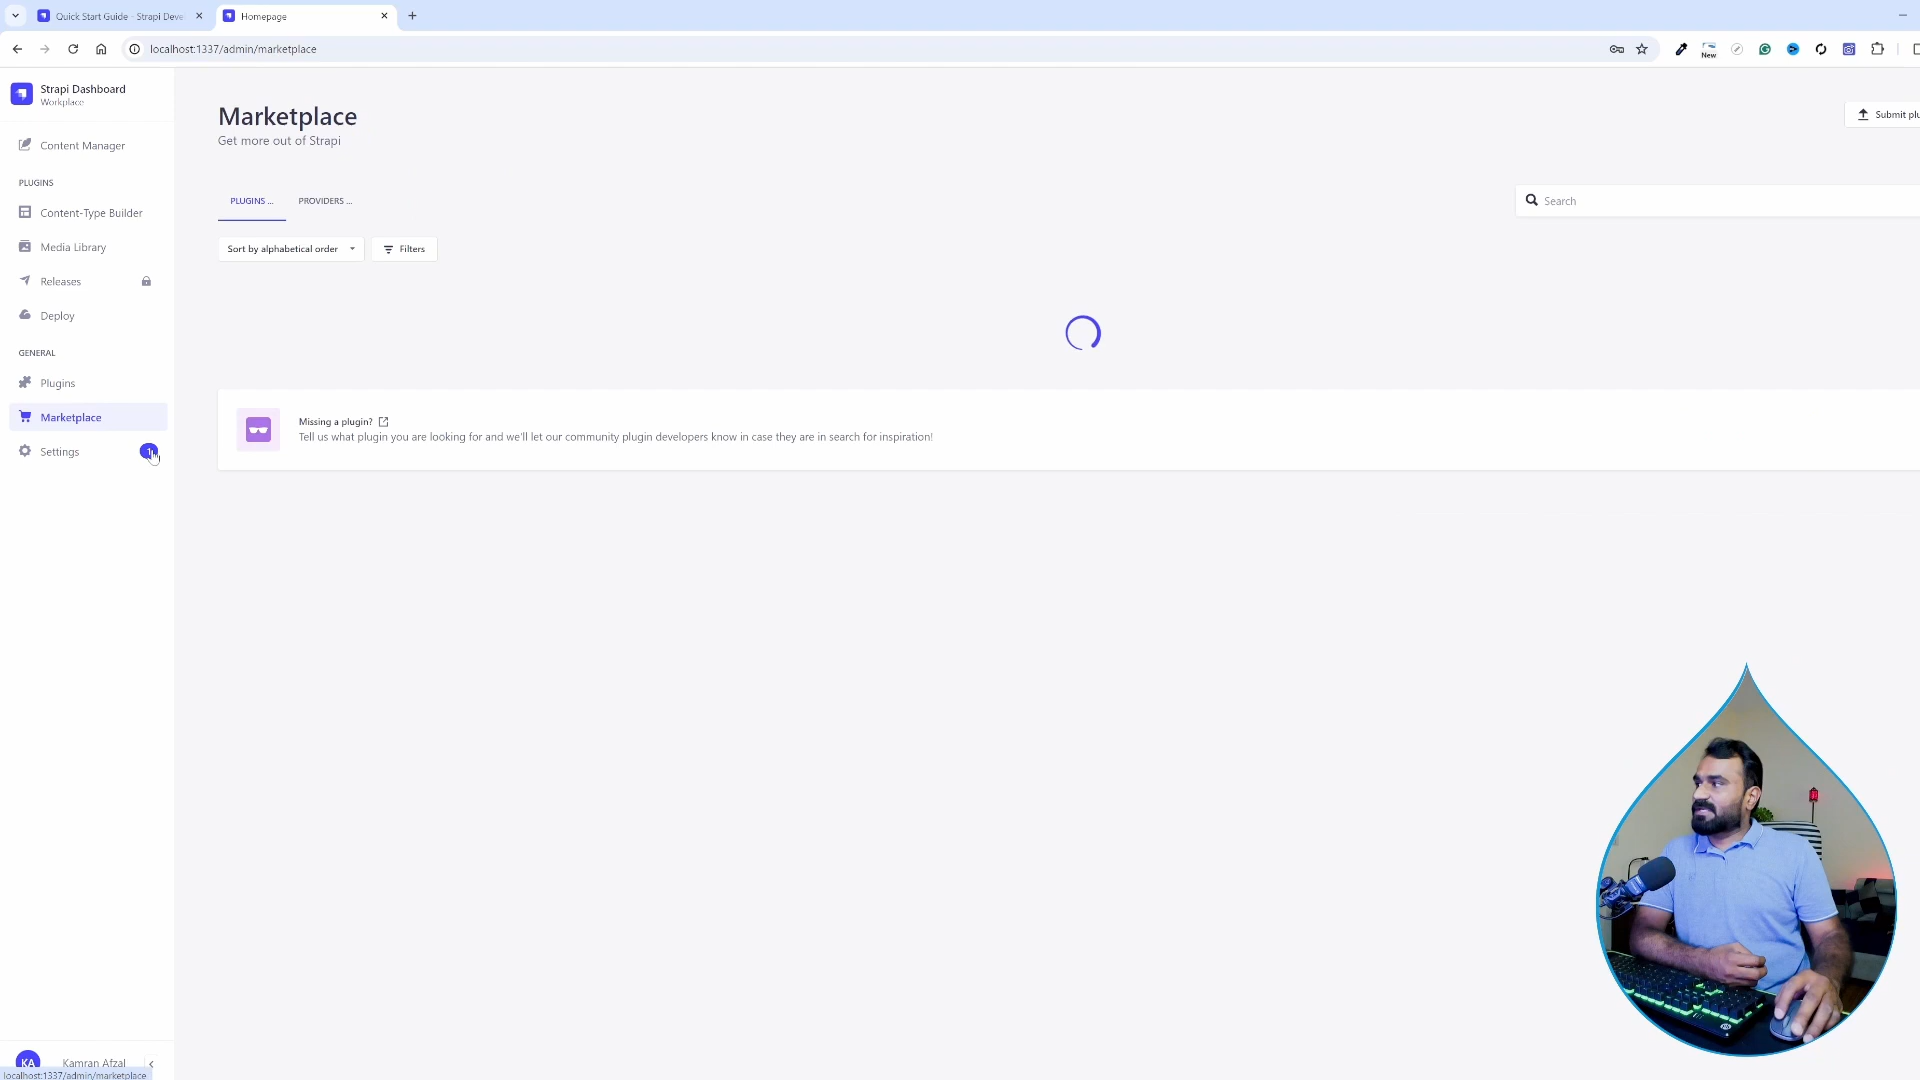 Quick Start Guide - Strapi Deve
Homepage
localhost:1337/admin/marketplace
New
Strapi Dashboard
Workplace
Content Manager
PLUGINS
Content-Type Builder
Media Library
Releases
Deploy
GENERAL
Plugins
Marketplace
Settings
Marketplace
Get more out of Strapi
Submit plu
PLUGINS ...
PROVIDERS ...
Search
Sort by alphabetical order
Filters
Missing a plugin?
Tell us what plugin you are looking for and we'll let our community plugin developers know in case they are in search for inspiration!
KA
Kamran Afzal
localhost:1337/admin/marketplace